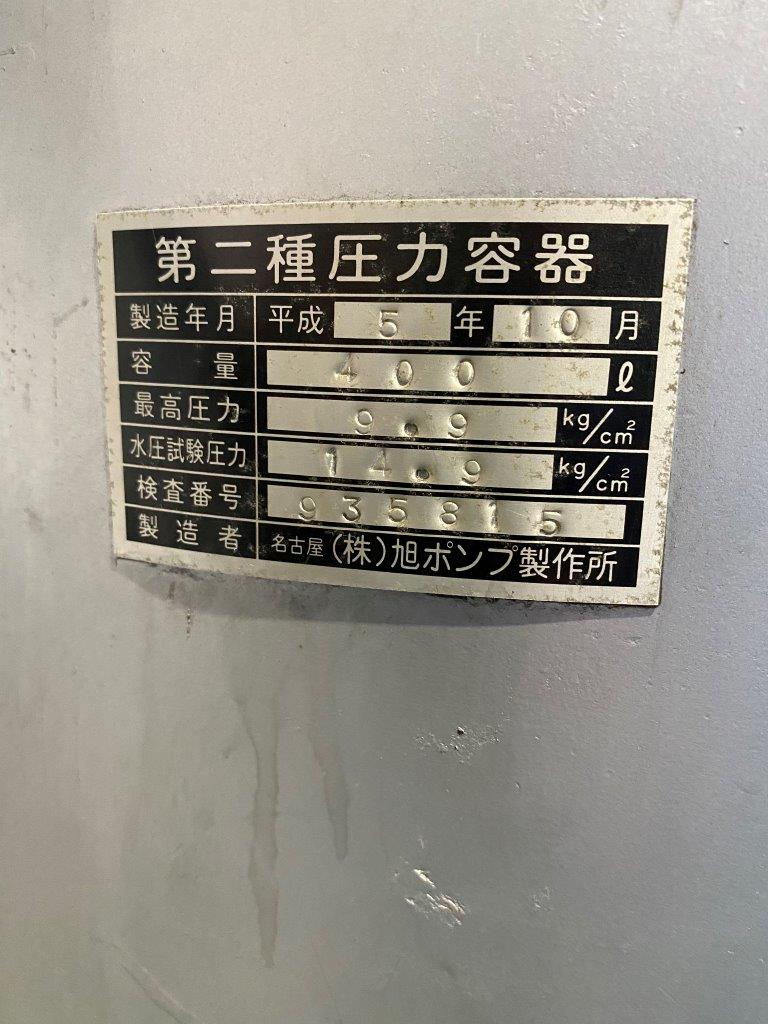 第二種圧力容器
製造年月 平成 5 年 10 月
容量 400 ℓ
最高圧力 9.9 kg/cm²
水圧試験圧力 14.9 kg/cm²
検査番号 935815
製造者 名古屋(株)旭ポンプ製作所